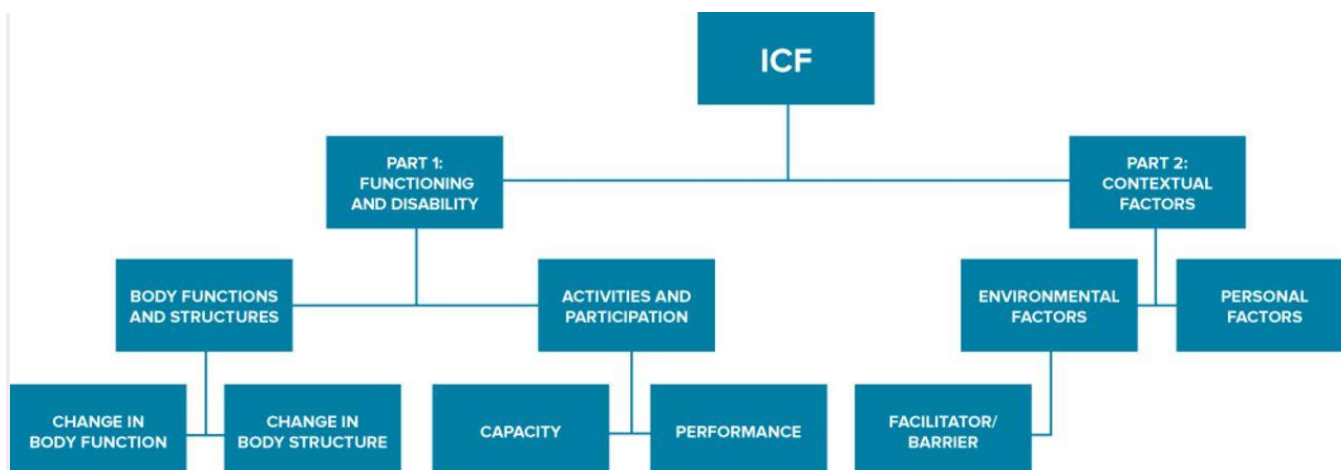 ICF
PART 1:
FUNCTIONING
AND DISABILITY
PART 2:
CONTEXTUAL
FACTORS
BODY FUNCTIONS
AND STRUCTURES
ACTIVITIES AND
PARTICIPATION
ENVIRONMENTAL
FACTORS
PERSONAL
FACTORS
CHANGE IN
BODY FUNCTION
CHANGE IN
BODY STRUCTURE
CAPACITY
PERFORMANCE
FACILITATOR/
BARRIER